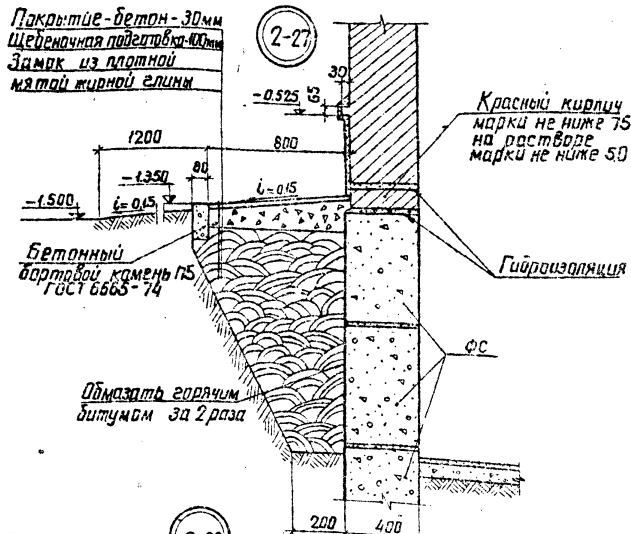 Покрытие-бетон-30мм
Щебеночная подготовка-100мм
Замок из плотной
мятой жирной глины
2-27
30
65
-0.525
Красный кирпич
марки не ниже 75
на растворе
марки не ниже 50
1200
800
80
-1.350
-1.500
i=0,15
i=0,15
Бетонный
бортовой камень П5
ГОСТ 6665-74
Гидроизоляция
ФС
Обмазать горячим
битумом за 2 раза
200
400